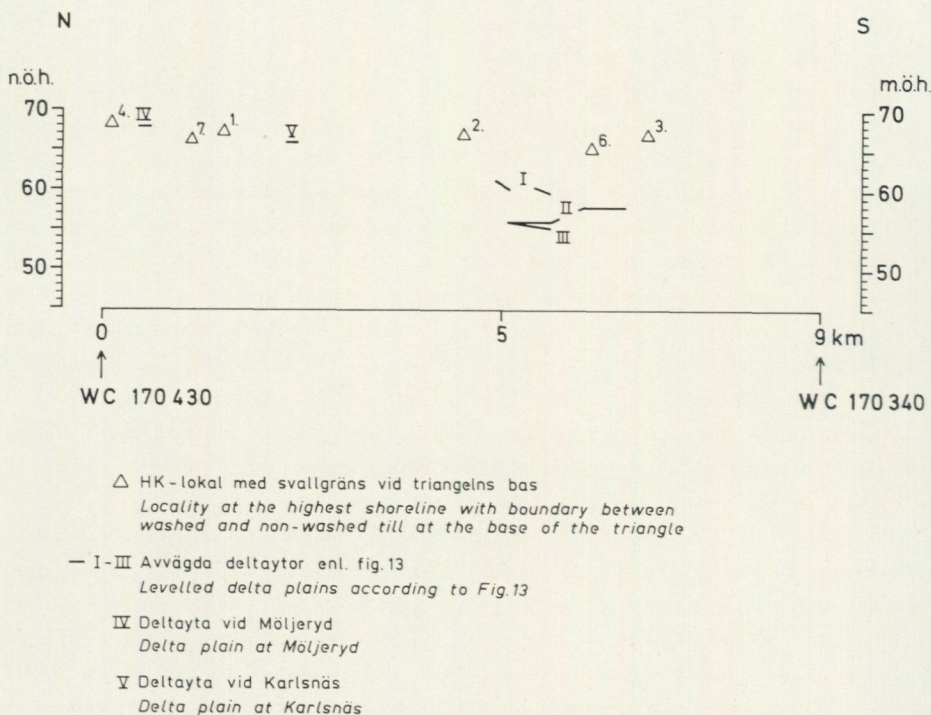 N
S
n.ö.h.
m.ö.h.
70
60
50
4. IV
7.
1.
V
2.
6.
3.
I
II
III
70
60
50
0
5
9 km
WC 170 430
WC 170 340
△ HK-lokal med svallgräns vid triangelns bas
Locality at the highest shoreline with boundary between
washed and non-washed till at the base of the triangle
— I-III Avvägda deltaytor enl. fig. 13
Levelled delta plains according to Fig. 13
IV Deltayta vid Möljeryd
Delta plain at Möljeryd
V Deltayta vid Karlsnäs
Delta plain at Karlsnäs